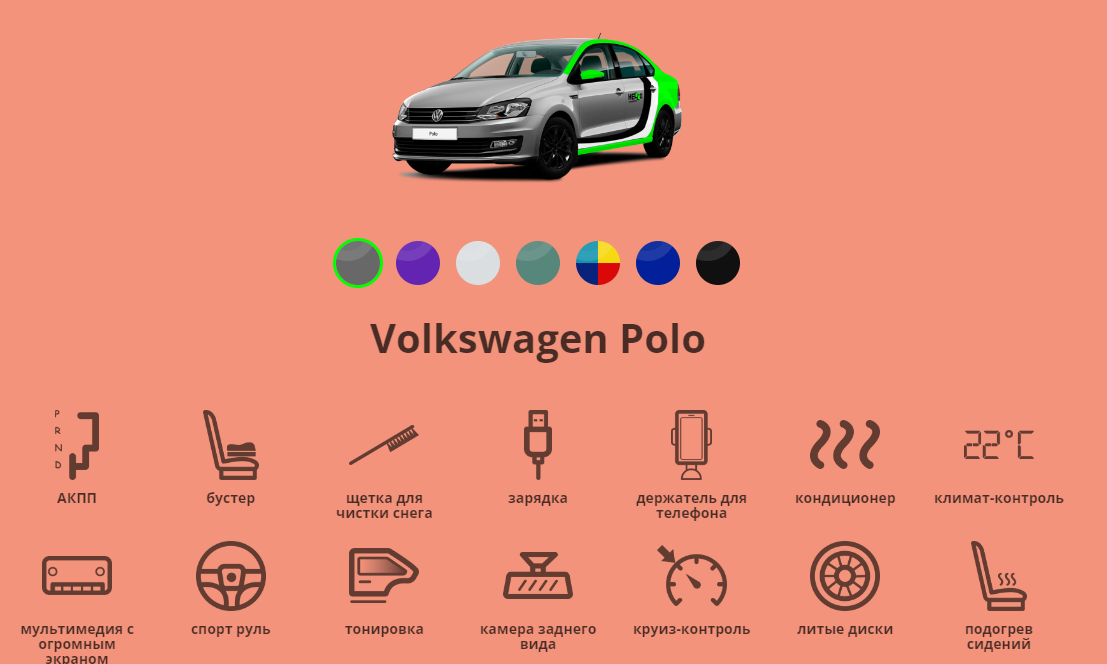 Polo
Volkswagen Polo
P
R
N
D
22°C
АКПП
бустер
щетка для
чистки снега
зарядка
держатель для
телефона
кондиционер
климат-контроль
мультимедия с
огромным
экраном
спорт руль
тонировка
камера заднего
вида
круиз-контроль
литые диски
подогрев
сидений